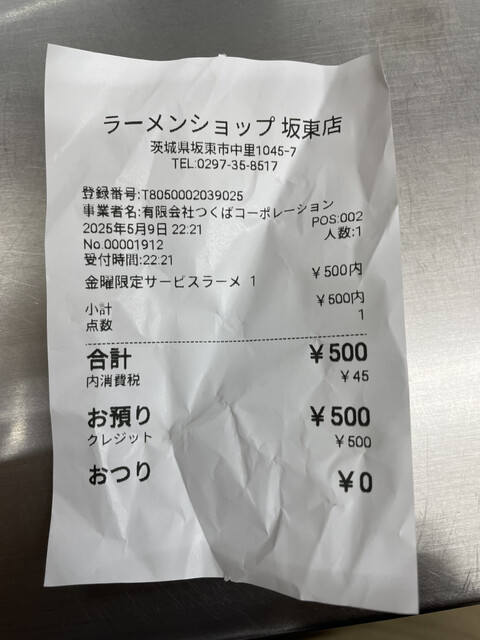 ラーメンショップ 坂東店
茨城県坂東市中里1045-7
TEL:0297-35-8517
登録番号:T8050002039025
事業者名:有限会社つくばコーポレーション
2025年5月9日 22:21 POS:002
No.00001912 人数:1
受付時間:22:21
金曜限定サービスラーメ 1 ¥500内
小計 ¥500内
点数 1
合計 ¥500
内消費税 ¥45
お預り ¥500
クレジット ¥500
おつり ¥0